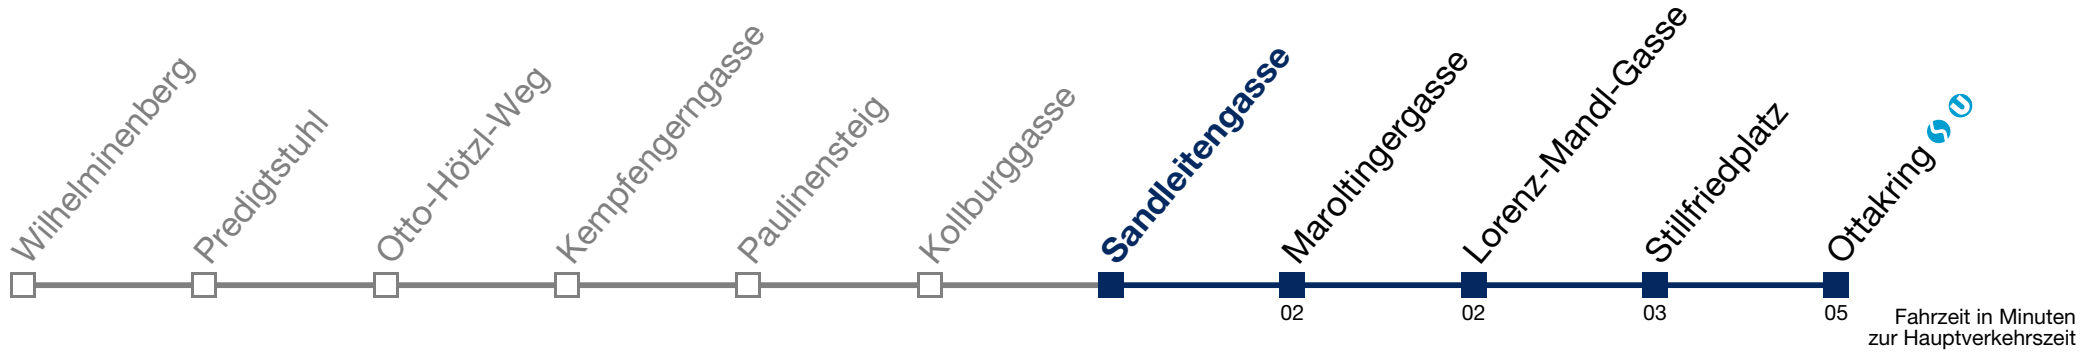 Wilhelminenberg
Predigtstuhl
Otto-Hötzl-Weg
Kempfengerngasse
Paulinensteig
Kollburggasse
Sandleitengasse
Maroltingergasse
Lorenz-Mandl-Gasse
Stillfriedplatz
Ottakring S U
02
02
03
05
Fahrzeit in Minuten
zur Hauptverkehrszeit